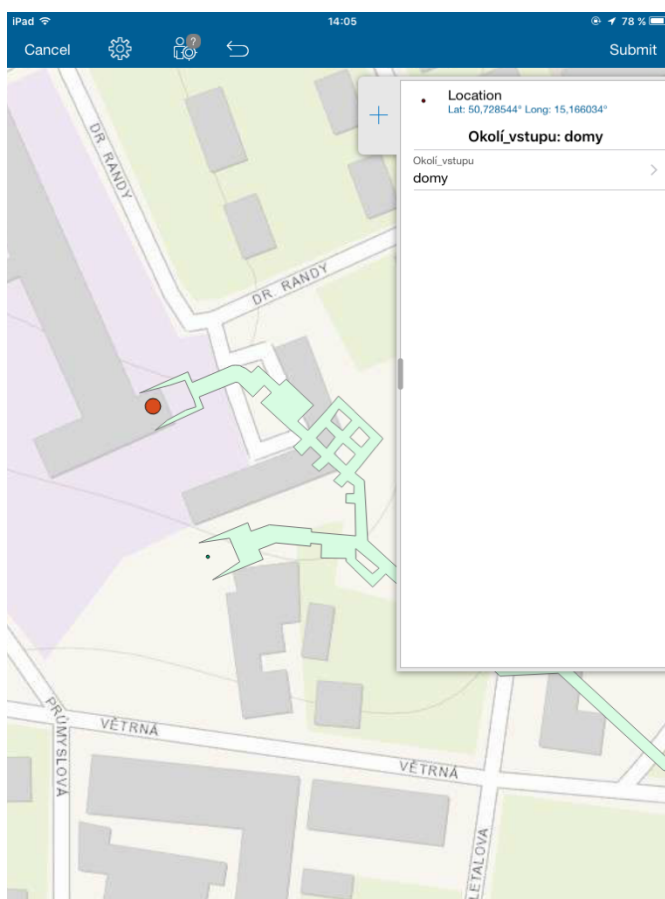 iPad 14:05 78 %
Cancel ? Submit
Location
Lat: 50,728544° Long: 15,166034°
Okolí_vstupu: domy
Okolí_vstupu
domy
DR. RANDY
DR. RANDY
PRŮMYSLOVA
VĚTRNÁ
VĚTRNÁ
LETALOVA